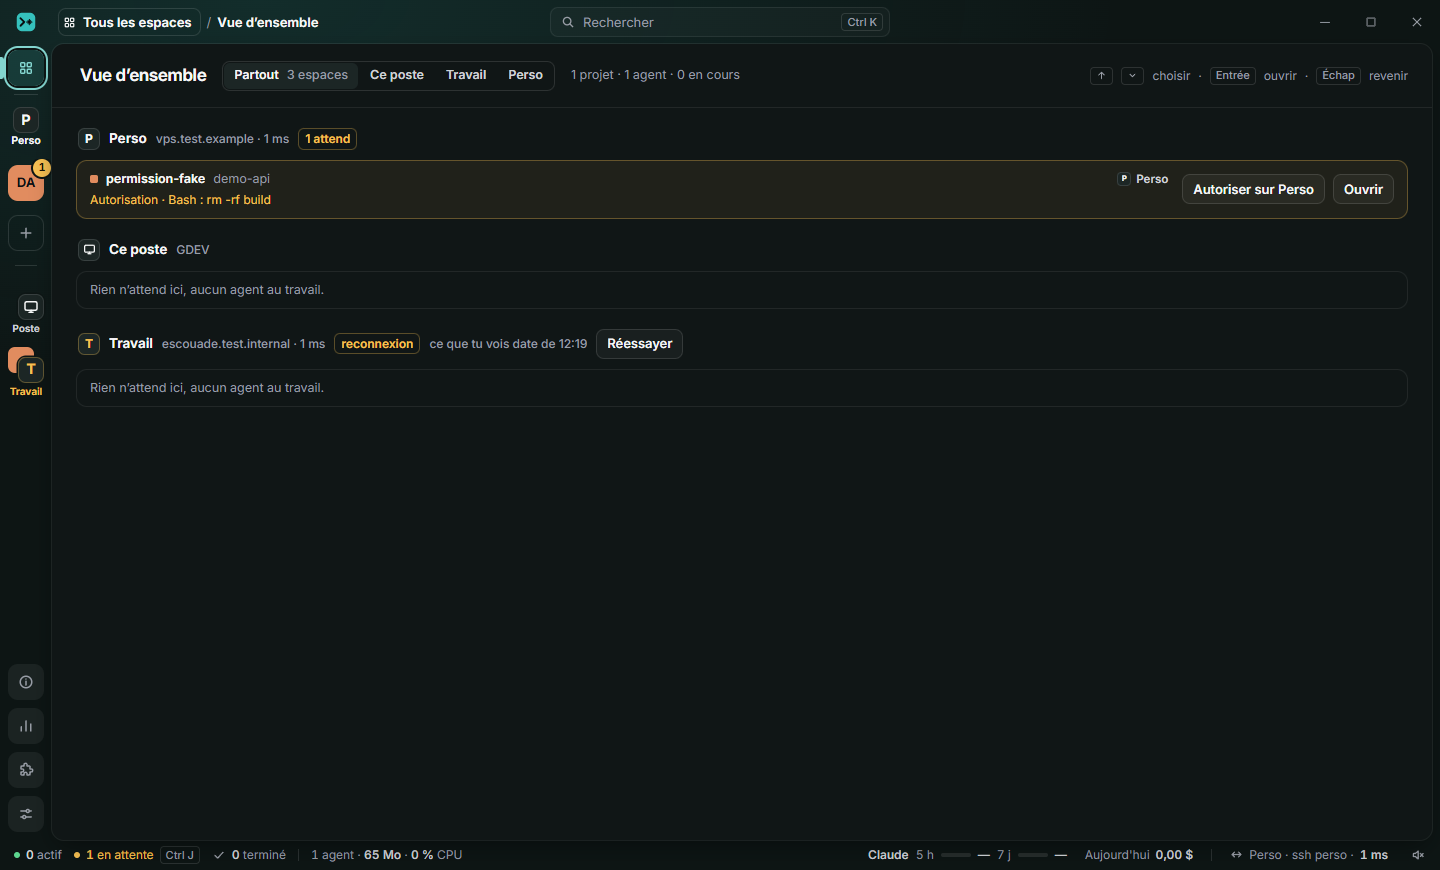 Tous les espaces / Vue d’ensemble
Rechercher Ctrl K
Vue d’ensemble Partout 3 espaces Ce poste Travail Perso 1 projet · 1 agent · 0 en cours choisir · Entrée ouvrir · Échap revenir
P
Perso
1
DA
Poste
T
Travail
P Perso vps.test.example · 1 ms 1 attend
permission-fake demo-api
Autorisation · Bash : rm -rf build
P Perso Autoriser sur Perso Ouvrir
Ce poste GDEV
Rien n’attend ici, aucun agent au travail.
T Travail escouade.test.internal · 1 ms reconnexion ce que tu vois date de 12:19 Réessayer
Rien n’attend ici, aucun agent au travail.
0 actif 1 en attente Ctrl J 0 terminé 1 agent · 65 Mo · 0 % CPU Claude 5 h — 7 j — Aujourd'hui 0,00 $ Perso · ssh perso · 1 ms